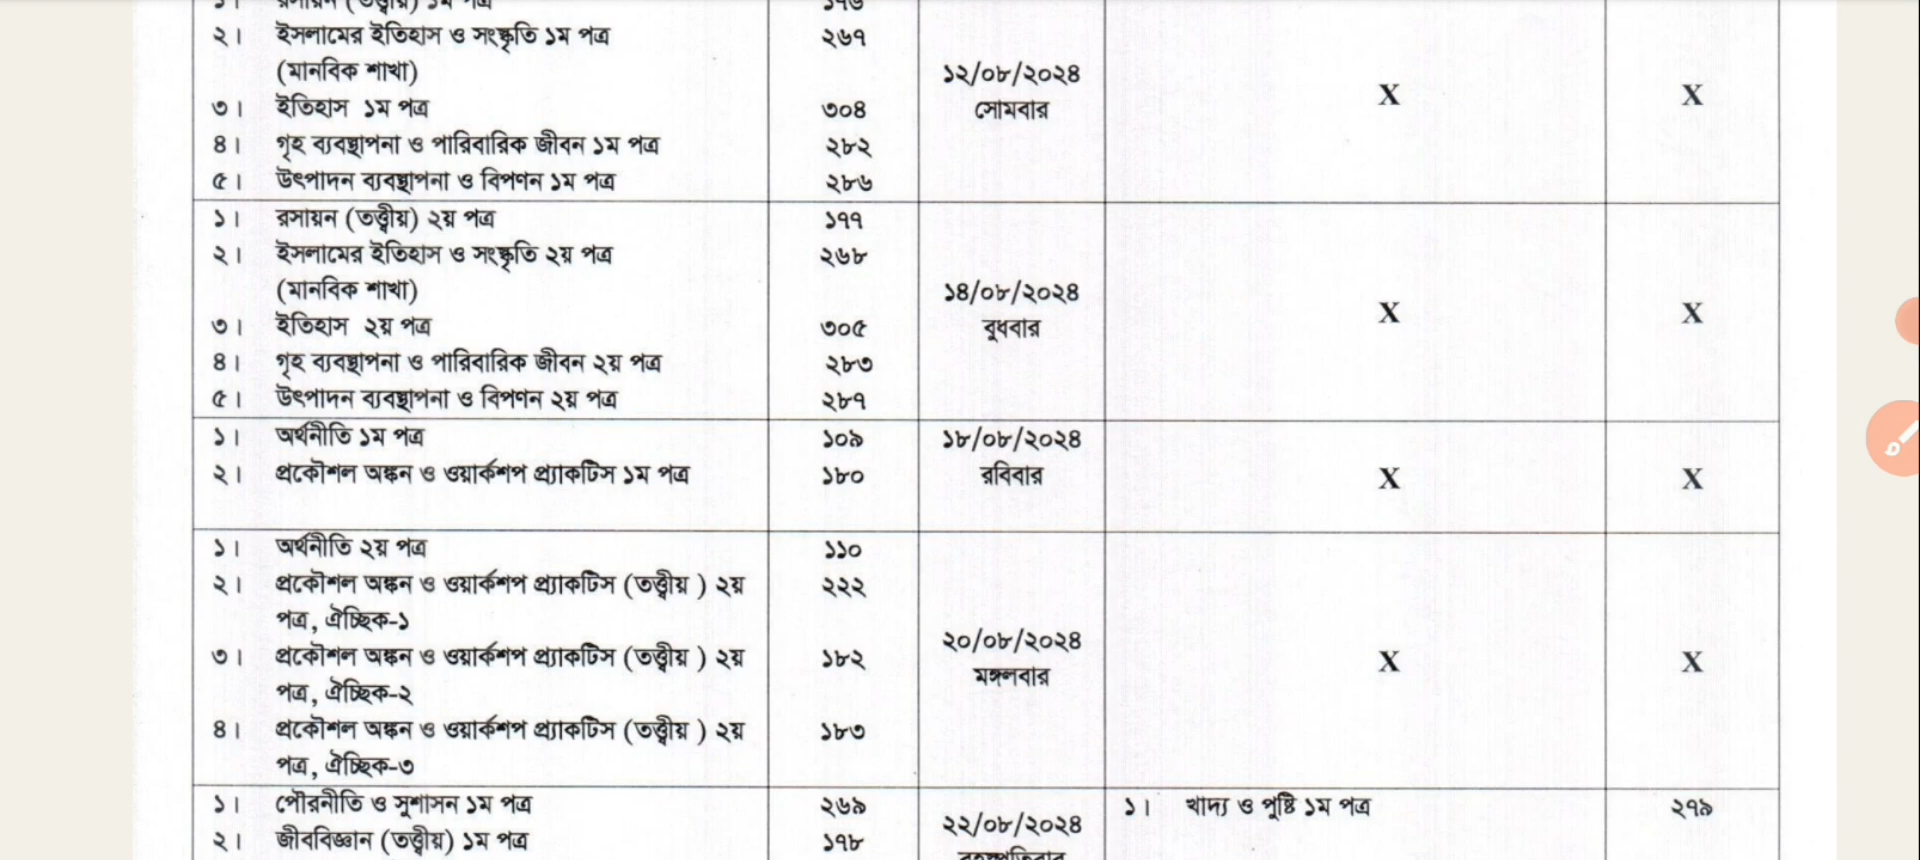 ১। রসায়ন (তত্ত্বীয়) ১ম পত্র ১৭৬
২। ইসলামের ইতিহাস ও সংস্কৃতি ১ম পত্র ২৬৭
(মানবিক শাখা)
১২/০৮/২০২৪ X X
৩। ইতিহাস ১ম পত্র ৩০৪ সোমবার
৪। গৃহ ব্যবস্থাপনা ও পারিবারিক জীবন ১ম পত্র ২৮২
৫। উৎপাদন ব্যবস্থাপনা ও বিপণন ১ম পত্র ২৮৬
১। রসায়ন (তত্ত্বীয়) ২য় পত্র ১৭৭
২। ইসলামের ইতিহাস ও সংস্কৃতি ২য় পত্র ২৬৮
(মানবিক শাখা) ১৪/০৮/২০২৪ X X
৩। ইতিহাস ২য় পত্র ৩০৫ বুধবার
৪। গৃহ ব্যবস্থাপনা ও পারিবারিক জীবন ২য় পত্র ২৮৩
৫। উৎপাদন ব্যবস্থাপনা ও বিপণন ২য় পত্র ২৮৭
১। অর্থনীতি ১ম পত্র ১০৯ ১৮/০৮/২০২৪
২। প্রকৌশল অঙ্কন ও ওয়ার্কশপ প্র্যাকটিস ১ম পত্র ১৮০ রবিবার X X
১। অর্থনীতি ২য় পত্র ১১০
২। প্রকৌশল অঙ্কন ও ওয়ার্কশপ প্র্যাকটিস (তত্ত্বীয় ) ২য় ২২২
পত্র, ঐচ্ছিক-১
২০/০৮/২০২৪
৩। প্রকৌশল অঙ্কন ও ওয়ার্কশপ প্র্যাকটিস (তত্ত্বীয় ) ২য় ১৮২ মঙ্গলবার X X
পত্র, ঐচ্ছিক-২
৪। প্রকৌশল অঙ্কন ও ওয়ার্কশপ প্র্যাকটিস (তত্ত্বীয় ) ২য় ১৮৩
পত্র, ঐচ্ছিক-৩
১। পৌরনীতি ও সুশাসন ১ম পত্র ২৬৯ ২২/০৮/২০২৪ ১। খাদ্য ও পুষ্টি ১ম পত্র ২৭৯
২। জীববিজ্ঞান (তত্ত্বীয়) ১ম পত্র ১৭৮ বৃহস্পতিবার